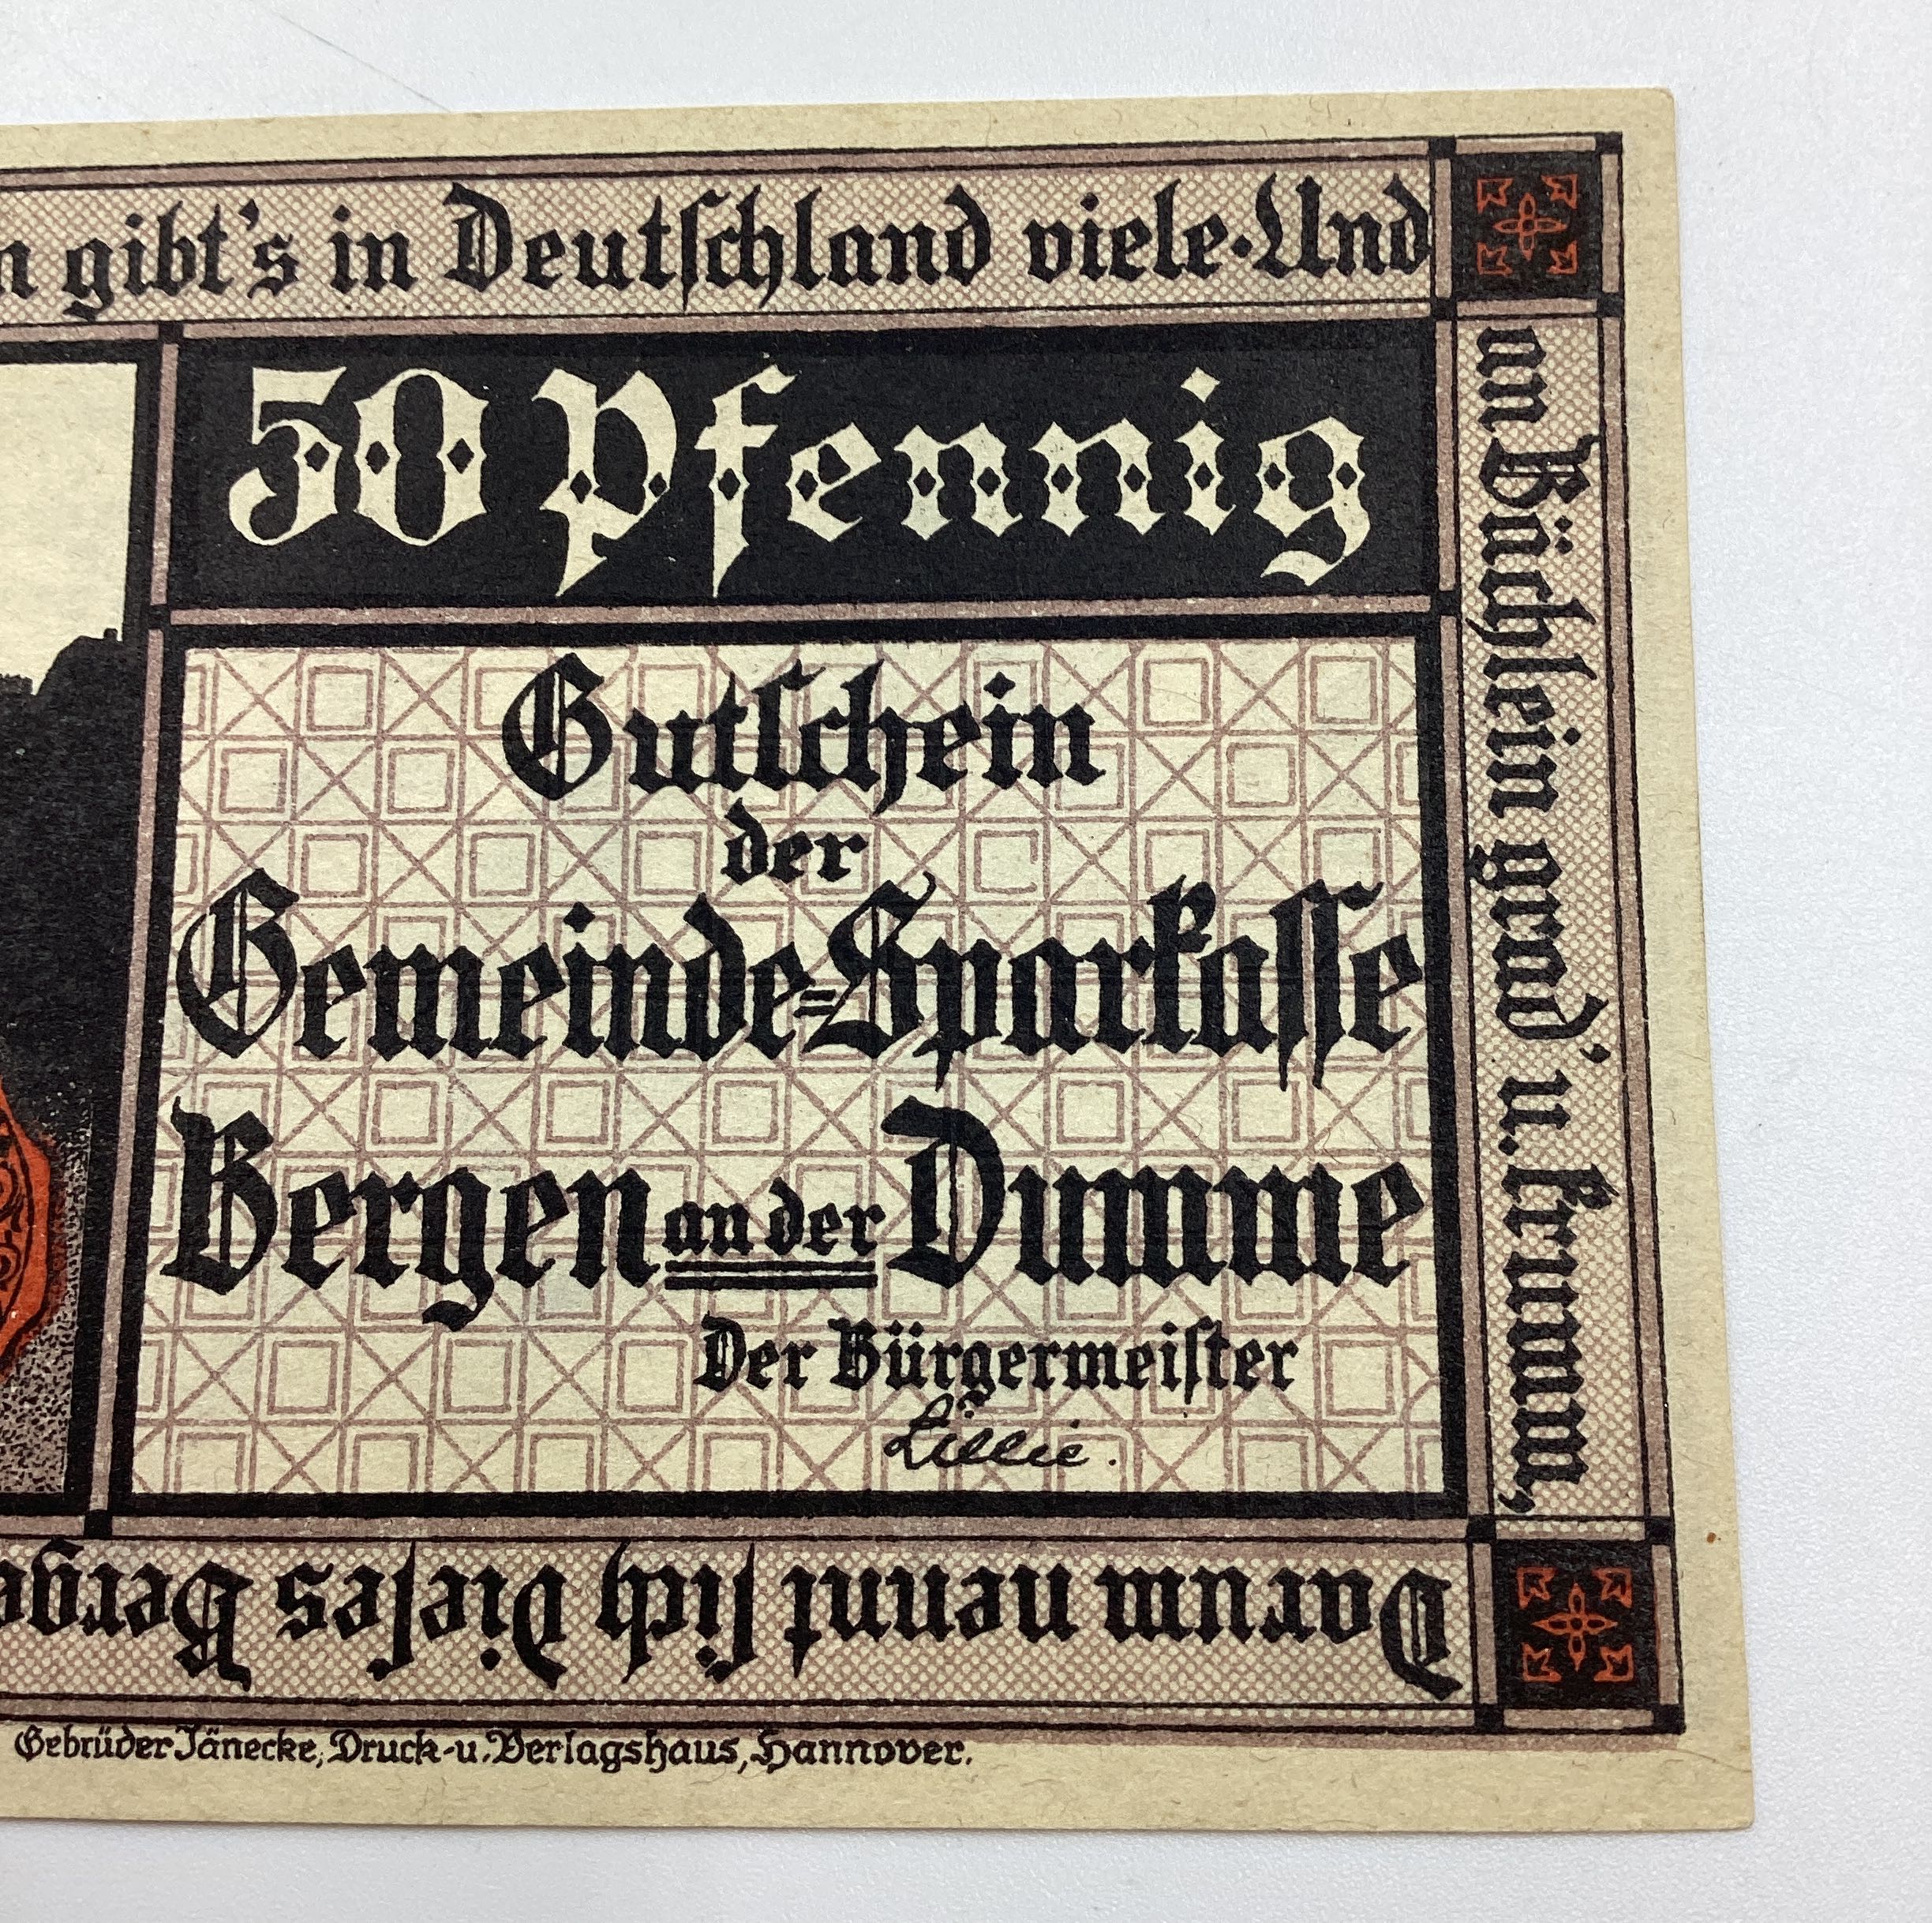 gibt's in Deutschland viele·Und
an Bächlein grad', u. krumm,
Darum nennt sich dieses
50 Pfennig
Gutschein
der
Gemeinde=Sparkasse
Bergen an der Dumme
Der Bürgermeister
Lillie.
Gebrüder Jänecke, Druck-u.Verlagshaus, Hannover.